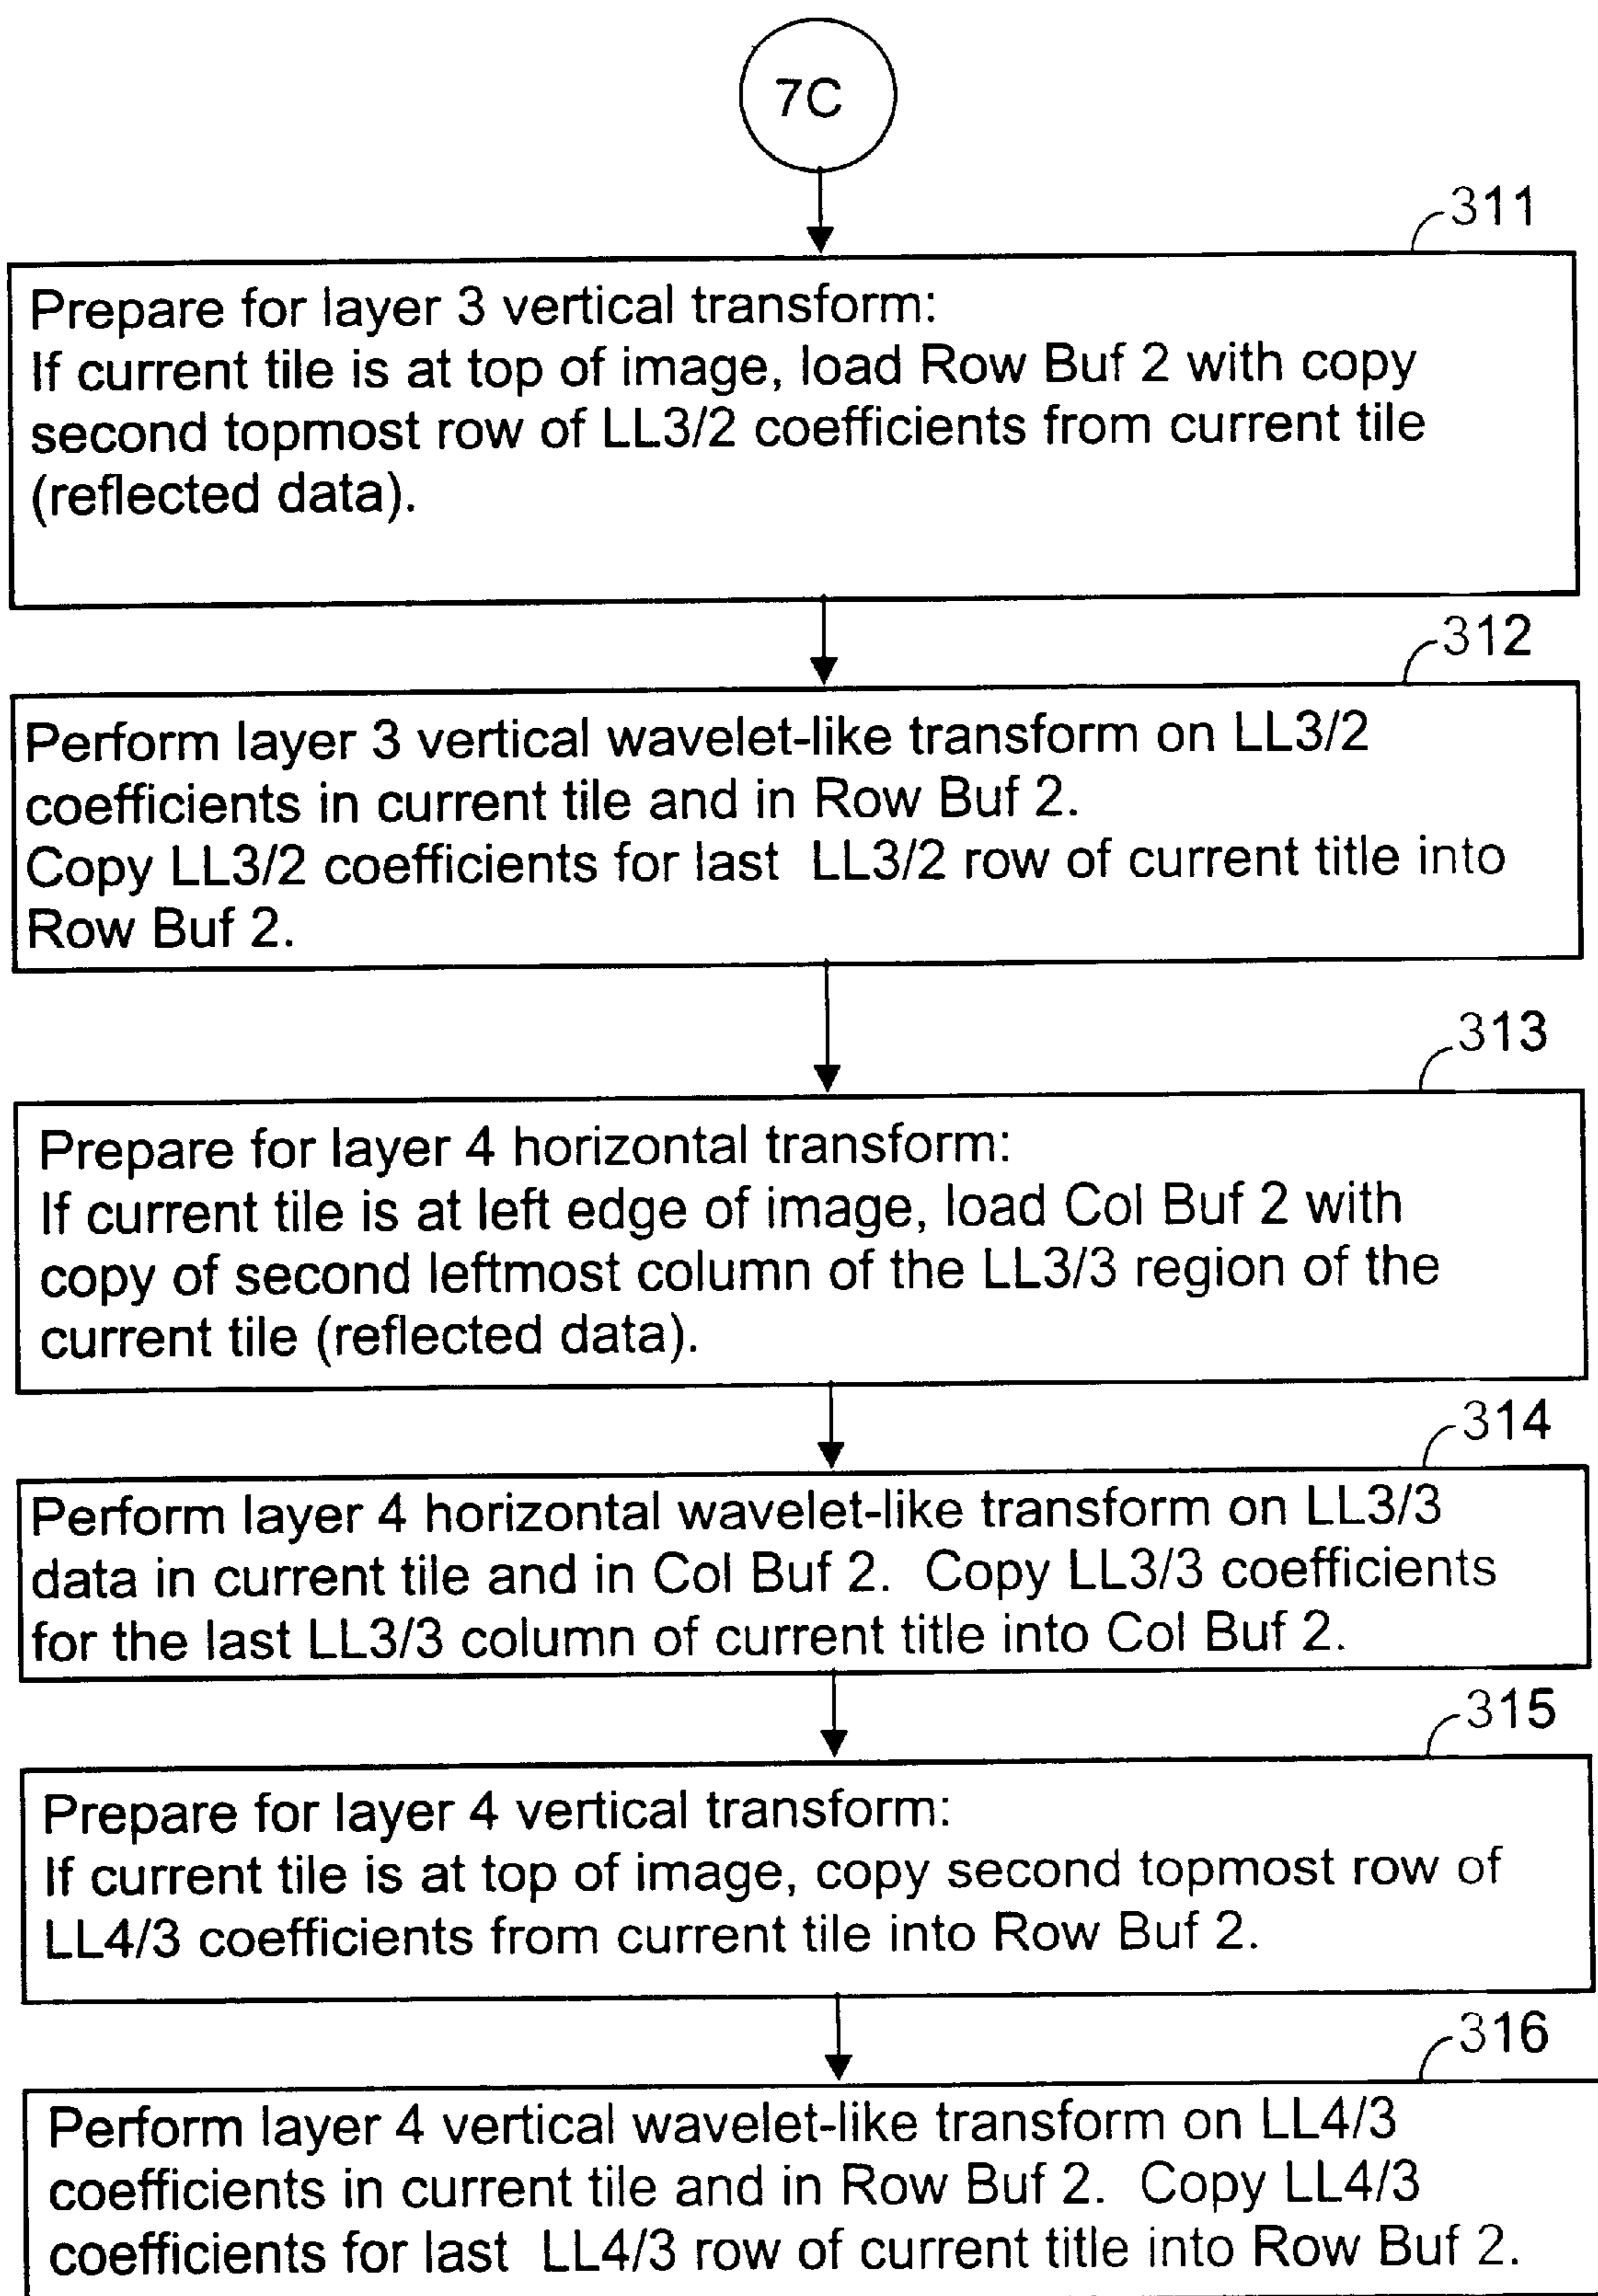 7C
311
Prepare for layer 3 vertical transform:
If current tile is at top of image, load Row Buf 2 with copy
second topmost row of LL3/2 coefficients from current tile
(reflected data).
312
Perform layer 3 vertical wavelet-like transform on LL3/2
coefficients in current tile and in Row Buf 2.
Copy LL3/2 coefficients for last LL3/2 row of current title into
Row Buf 2.
313
Prepare for layer 4 horizontal transform:
If current tile is at left edge of image, load Col Buf 2 with
copy of second leftmost column of the LL3/3 region of the
current tile (reflected data).
314
Perform layer 4 horizontal wavelet-like transform on LL3/3
data in current tile and in Col Buf 2. Copy LL3/3 coefficients
for the last LL3/3 column of current title into Col Buf 2.
315
Prepare for layer 4 vertical transform:
If current tile is at top of image, copy second topmost row of
LL4/3 coefficients from current tile into Row Buf 2.
316
Perform layer 4 vertical wavelet-like transform on LL4/3
coefficients in current tile and in Row Buf 2. Copy LL4/3
coefficients for last LL4/3 row of current title into Row Buf 2.